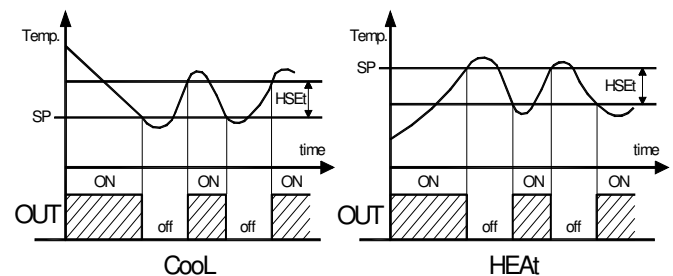 Temp.
HSEt
SP
time
ON ON ON
OUT
off off
CooL
Temp.
SP
HSEt
time
ON ON ON
OUT
off off
HEAt